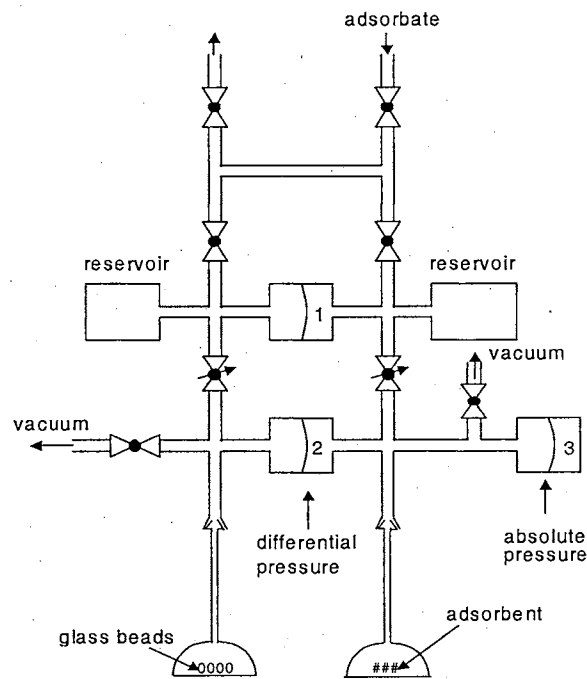 adsorbate
reservoir
reservoir
1
vacuum
vacuum
2
3
differential
pressure
absolute
pressure
glass beads
0000
adsorbent
###